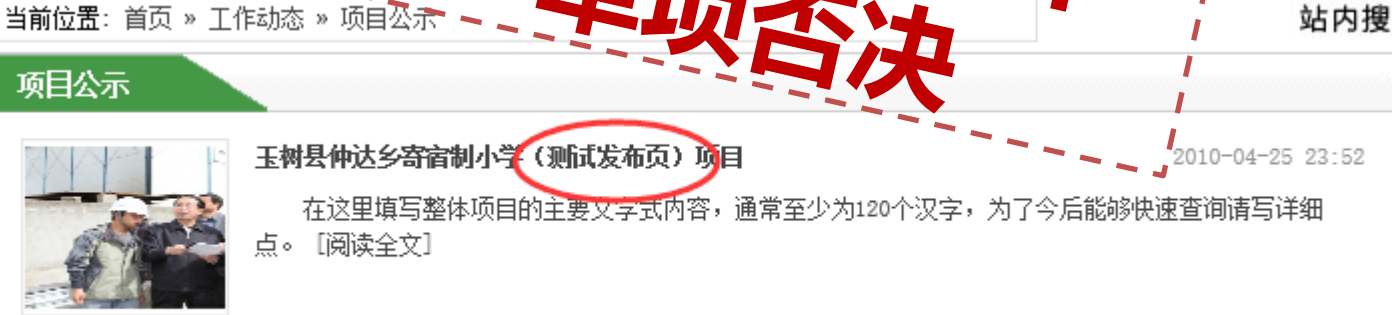 当前位置：首页 » 工作动态 » 项目公示
单项否决
站内搜
项目公示
玉树县仲达乡寄宿制小学（测试发布页）项目
2010-04-25 23:52
在这里填写整体项目的主要文字式内容，通常至少为120个汉字，为了今后能够快速查询请写详细
点。［阅读全文］